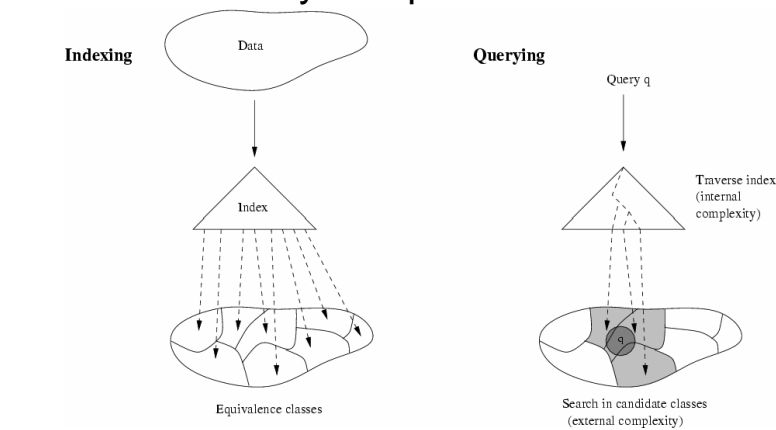 Indexing
Data
Index
Equivalence classes
Querying
Query q
Traverse index
(internal
complexity)
q
Search in candidate classes
(external complexity)